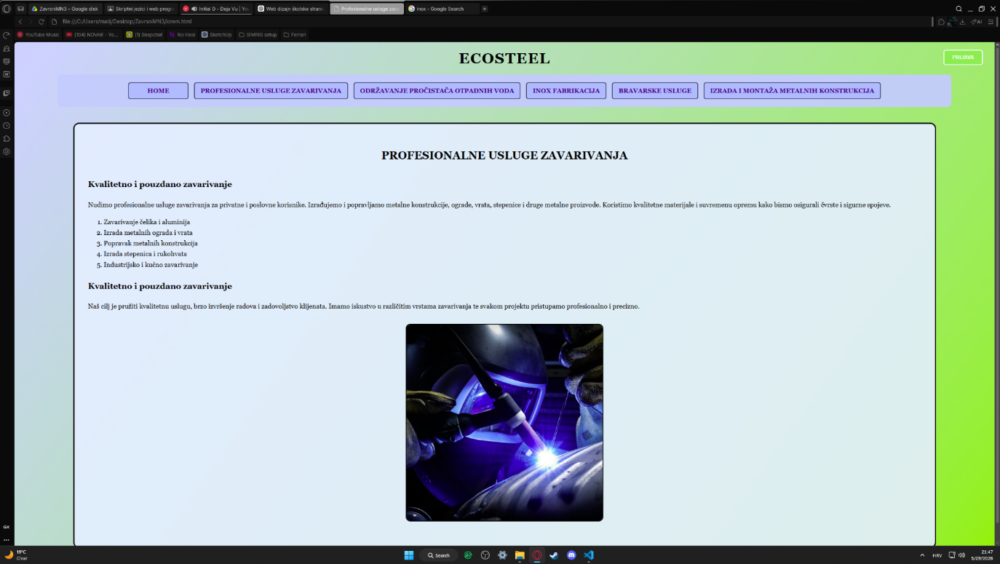 ZavrsniMN3 – Google disk
Skriptni jezici i web progra
Initial D - Deja Vu | Yo
Web dizajn školske strani
Profesionalne usluge zava
inox - Google Search
file:///C:/Users/matij/Desktop/ZavrsniMN3/lorem.html
AI
YouTube Music
(104) NOVAK - Yo...
(1) Snapchat
No Hesi
SketchUp
SIMRIG setup
Ferrari
ECOSTEEL
PRIJAVA
HOME
PROFESIONALNE USLUGE ZAVARIVANJA
ODRŽAVANJE PROČISTAČA OTPADNIH VODA
INOX FABRIKACIJA
BRAVARSKE USLUGE
IZRADA I MONTAŽA METALNIH KONSTRUKCIJA
PROFESIONALNE USLUGE ZAVARIVANJA
Kvalitetno i pouzdano zavarivanje
Nudimo profesionalne usluge zavarivanja za privatne i poslovne korisnike. Izrađujemo i popravljamo metalne konstrukcije, ograde, vrata, stepenice i druge metalne proizvode. Koristimo kvalitetne materijale i suvremenu opremu kako bismo osigurali čvrste i sigurne spojeve.
1. Zavarivanje čelika i aluminija
2. Izrada metalnih ograda i vrata
3. Popravak metalnih konstrukcija
4. Izrada stepenica i rukohvata
5. Industrijsko i kućno zavarivanje
Kvalitetno i pouzdano zavarivanje
Naš cilj je pružiti kvalitetnu uslugu, brzo izvršenje radova i zadovoljstvo klijenata. Imamo iskustvo u različitim vrstama zavarivanja te svakom projektu pristupamo profesionalno i precizno.
GX
19°C
Clear
Search
HRV
21:47
5/29/2026